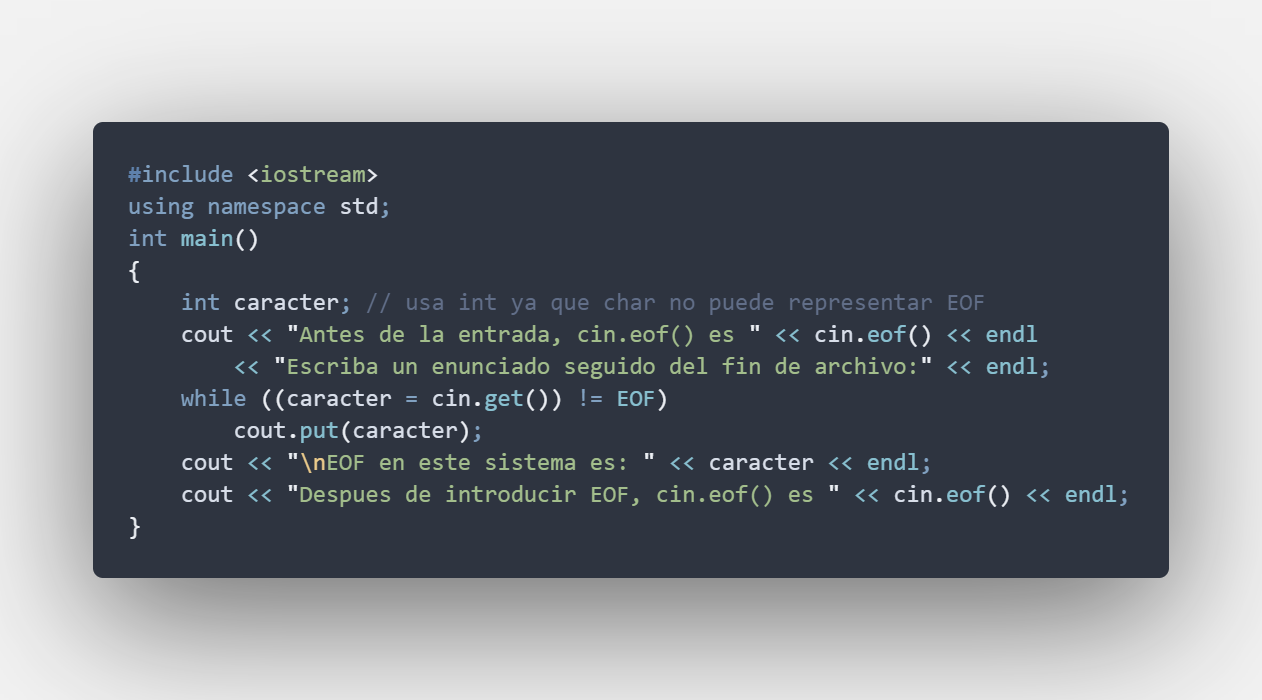 #include <iostream>
using namespace std;
int main()
{
    int caracter; // usa int ya que char no puede representar EOF
    cout << "Antes de la entrada, cin.eof() es " << cin.eof() << endl
        << "Escriba un enunciado seguido del fin de archivo:" << endl;
    while ((caracter = cin.get()) != EOF)
        cout.put(caracter);
    cout << "\nEOF en este sistema es: " << caracter << endl;
    cout << "Despues de introducir EOF, cin.eof() es " << cin.eof() << endl;
}